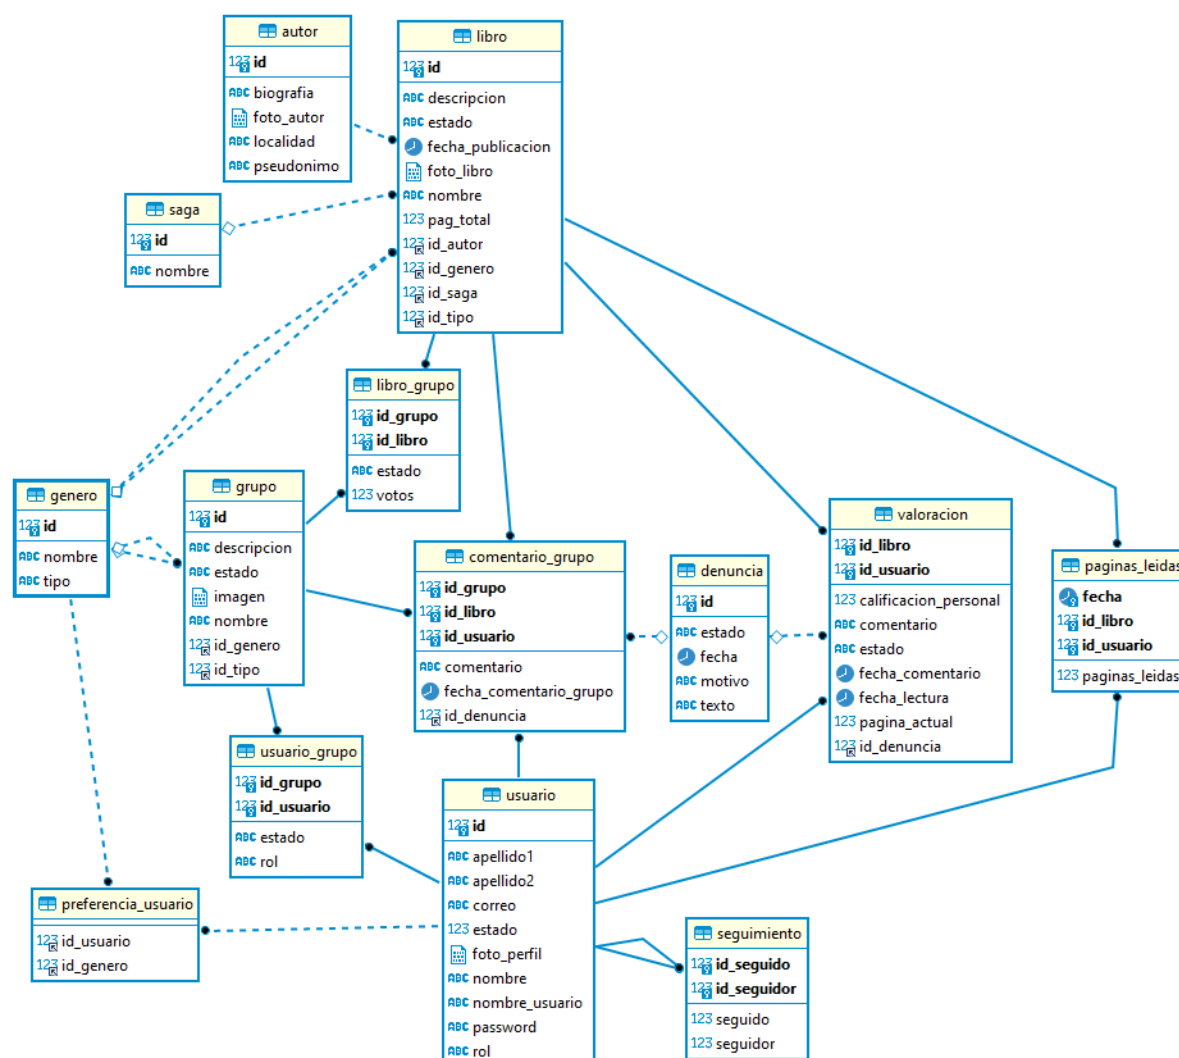 autor
id
biografia
foto_autor
localidad
pseudonimo
libro
id
descripcion
estado
fecha_publicacion
foto_libro
nombre
pag_total
id_autor
id_genero
id_saga
id_tipo
saga
id
nombre
libro_grupo
id_grupo
id_libro
estado
votos
genero
id
nombre
tipo
grupo
id
descripcion
estado
imagen
nombre
id_genero
id_tipo
comentario_grupo
id_grupo
id_libro
id_usuario
comentario
fecha_comentario_grupo
id_denuncia
denuncia
id
estado
fecha
motivo
texto
valoracion
id_libro
id_usuario
calificacion_personal
comentario
estado
fecha_comentario
fecha_lectura
pagina_actual
id_denuncia
paginas_leidas
fecha
id_libro
id_usuario
paginas_leidas
usuario_grupo
id_grupo
id_usuario
estado
rol
usuario
id
apellido1
apellido2
correo
estado
foto_perfil
nombre
nombre_usuario
password
rol
preferencia_usuario
id_usuario
id_genero
seguimiento
id_seguido
id_seguidor
seguido
seguidor